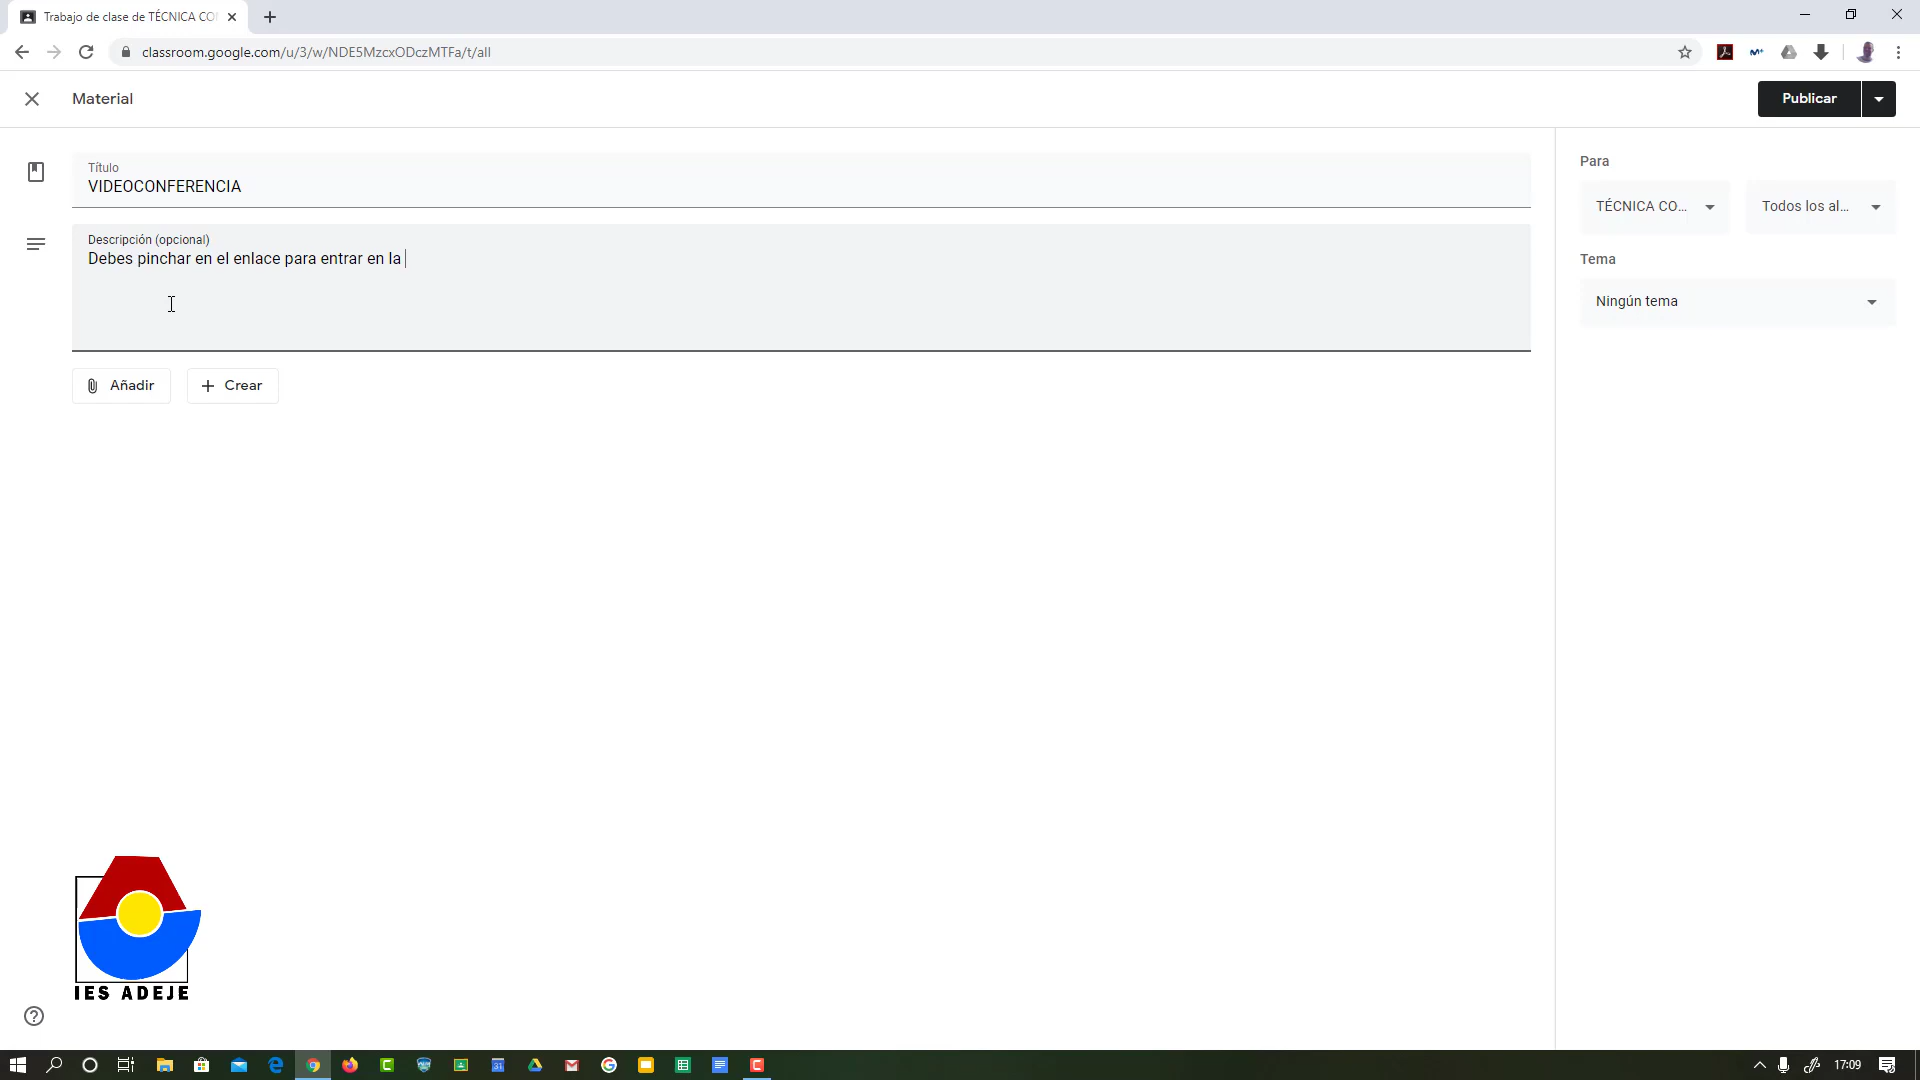 Trabajo de clase de TÉCNICA CO
classroom.google.com/u/3/w/NDE5MzcxODczMTFa/t/all
Material
Publicar
Título
VIDEOCONFERENCIA
Descripción (opcional)
Debes pinchar en el enlace para entrar en la
Añadir
Crear
Para
TÉCNICA CO...
Todos los al...
Tema
Ningún tema
IES ADEJE
17:09